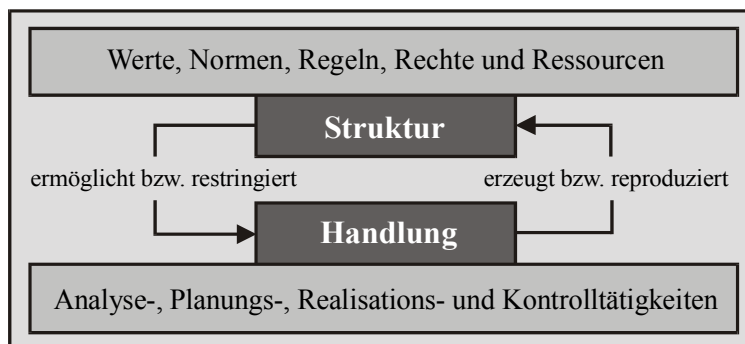 Werte, Normen, Regeln, Rechte und Ressourcen
Struktur
ermöglicht bzw. restringiert
erzeugt bzw. reproduziert
Handlung
Analyse-, Planungs-, Realisations- und Kontrolltätigkeiten